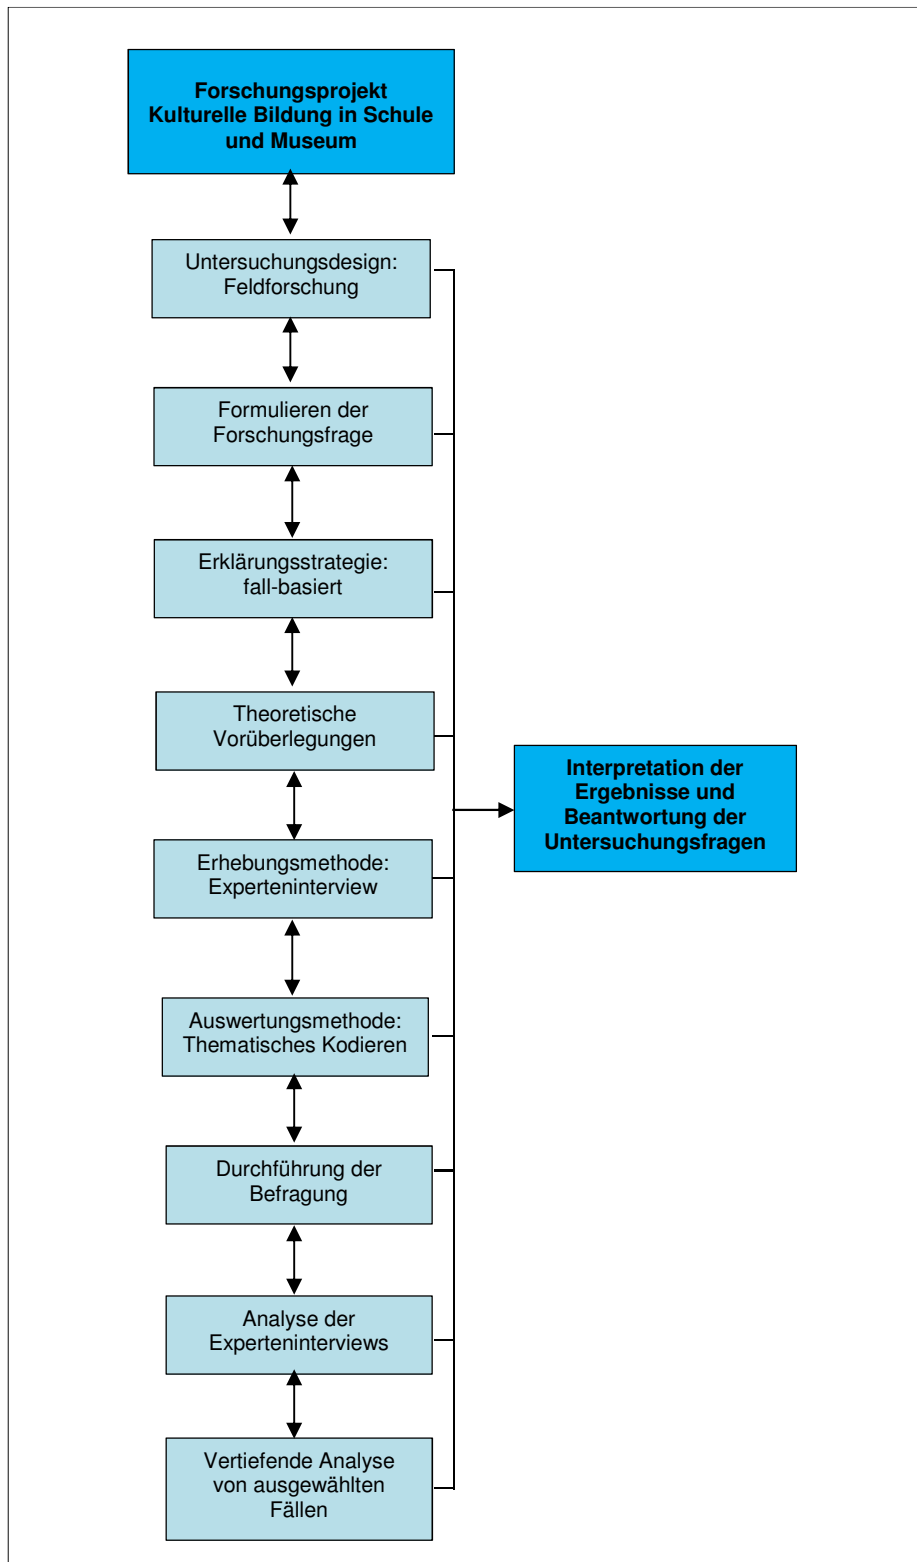 Forschungsprojekt
Kulturelle Bildung in Schule
und Museum
Untersuchungsdesign:
Feldforschung
Formulieren der
Forschungsfrage
Erklärungsstrategie:
fall-basiert
Theoretische
Vorüberlegungen
Interpretation der
Ergebnisse und
Beantwortung der
Untersuchungsfragen
Erhebungsmethode:
Experteninterview
Auswertungsmethode:
Thematisches Kodieren
Durchführung der
Befragung
Analyse der
Experteninterviews
Vertiefende Analyse
von ausgewählten
Fällen